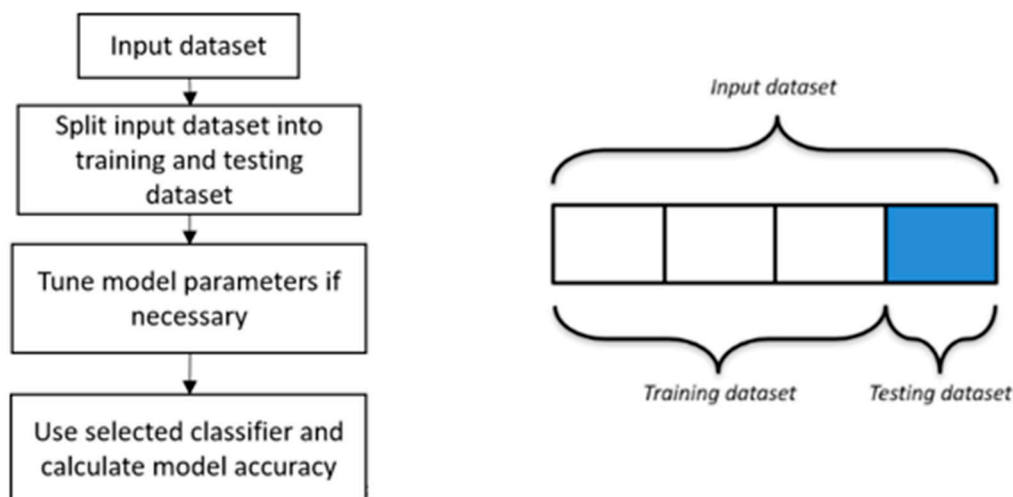 Input dataset
Split input dataset into
training and testing
dataset
Tune model parameters if
necessary
Use selected classifier and
calculate model accuracy
Input dataset
Training dataset
Testing dataset